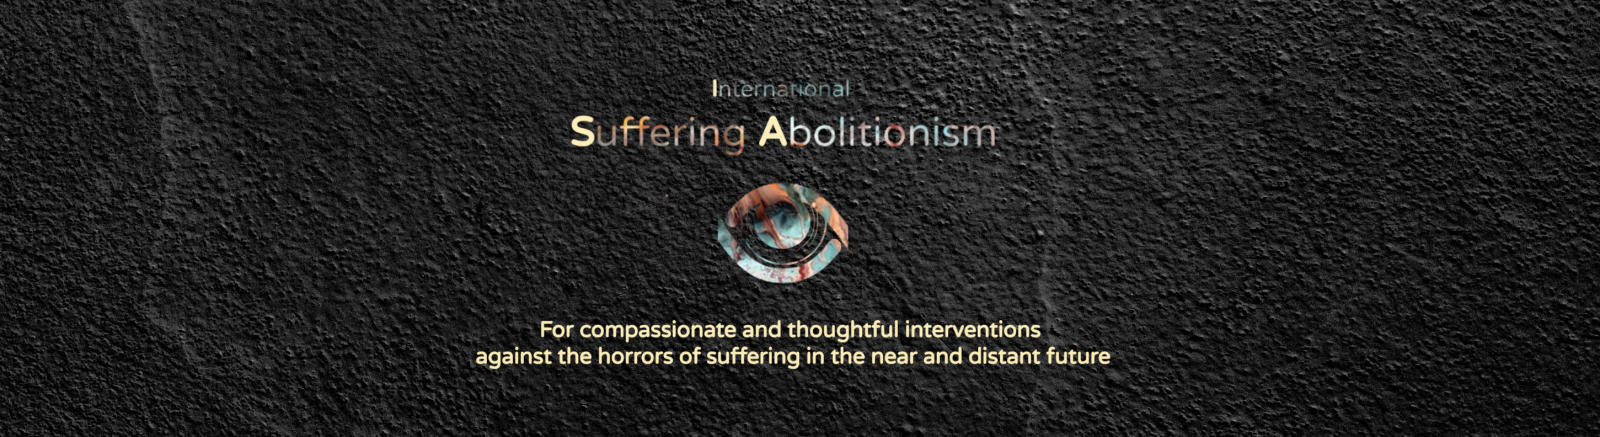 International
Suffering Abolitionism
For compassionate and thoughtful interventions
against the horrors of suffering in the near and distant future